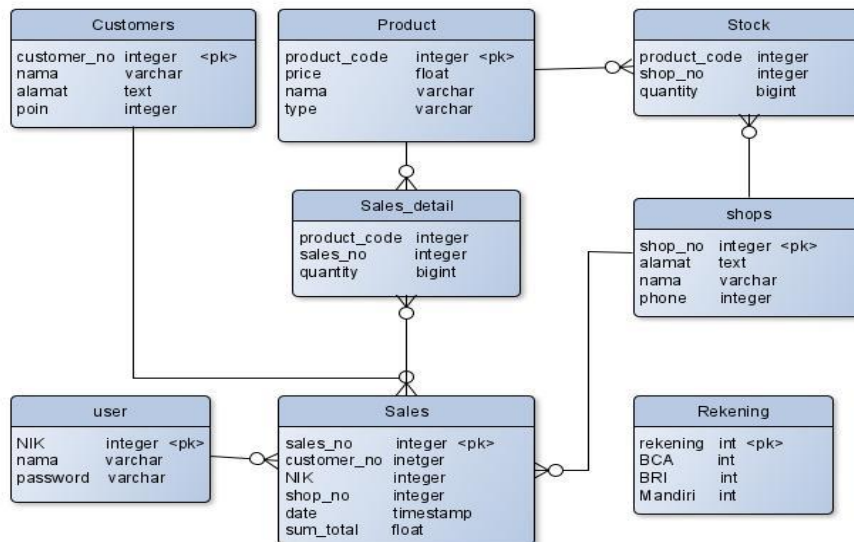 Customers
customer_no integer <pk>
nama varchar
alamat text
poin integer
Product
product_code integer <pk>
price float
nama varchar
type varchar
Stock
product_code integer
shop_no integer
quantity bigint
Sales_detail
product_code integer
sales_no integer
quantity bigint
shops
shop_no integer <pk>
alamat text
nama varchar
phone integer
user
NIK integer <pk>
nama varchar
password varchar
Sales
sales_no integer <pk>
customer_no inetger
NIK integer
shop_no integer
date timestamp
sum_total float
Rekening
rekening int <pk>
BCA int
BRI int
Mandiri int